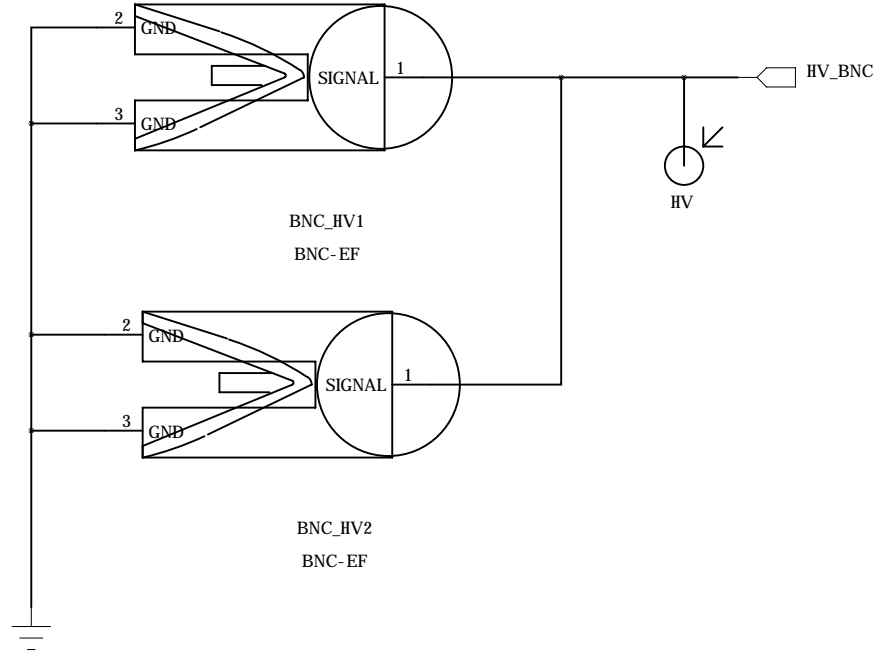 2
GND
SIGNAL
1
HV_BNC
3
GND
HV
BNC_HV1
BNC-EF
2
GND
SIGNAL
1
3
GND
BNC_HV2
BNC-EF